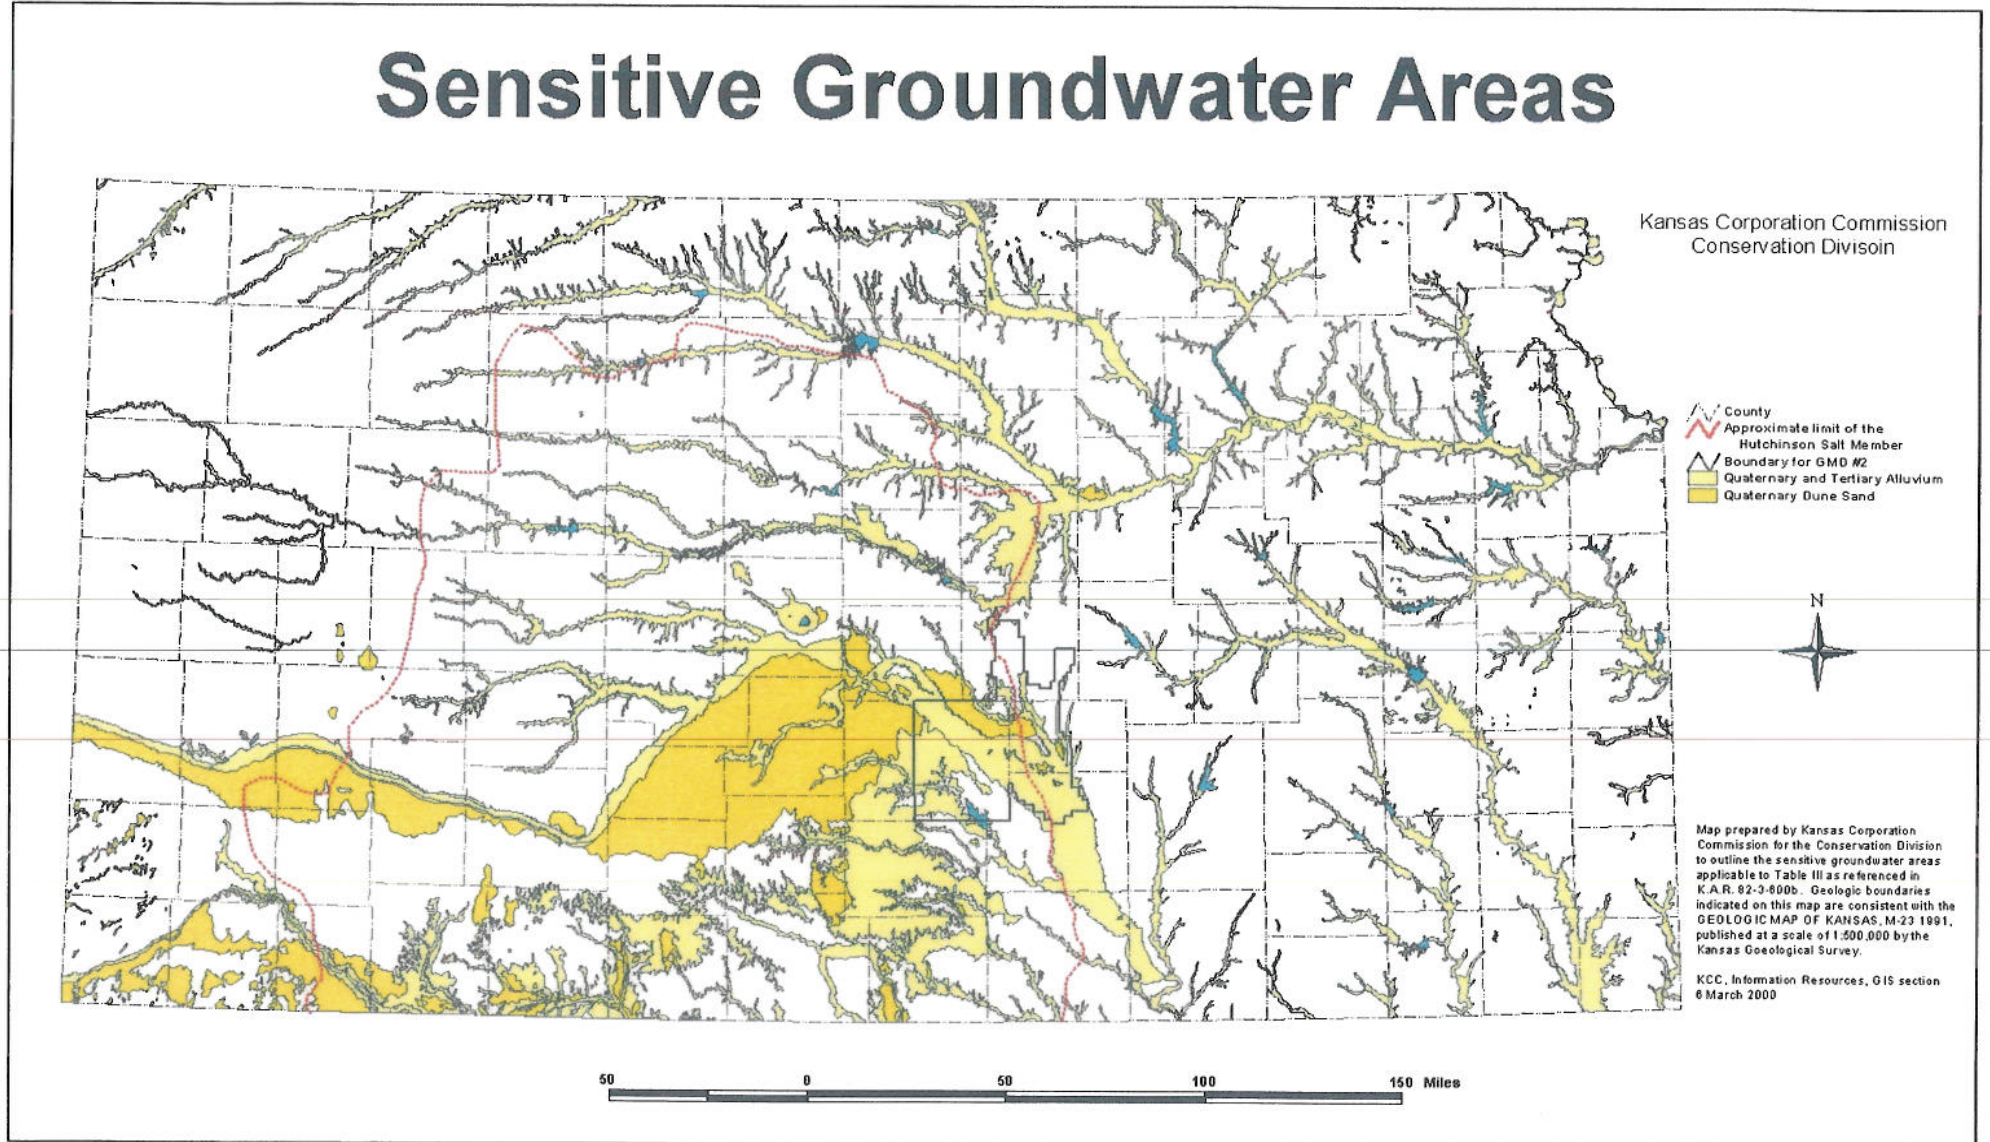 Sensitive Groundwater Areas
Kansas Corporation Commission
Conservation Divisoin
County
Approximate limit of the
Hutchinson Salt Member
Boundary for GMD #2
Quaternary and Tertiary Alluvium
Quaternary Dune Sand
N
Map prepared by Kansas Corporation
Commission for the Conservation Division
to outline the sensitive groundwater areas
applicable to Table III as referenced in
K.A.R. 82-3-600b. Geologic boundaries
indicated on this map are consistent with the
GEOLOGIC MAP OF KANSAS, M-23 1991,
published at a scale of 1:500,000 by the
Kansas Goeological Survey.
KCC, Information Resources, GIS section
6 March 2000
50 0 50 100 150 Miles